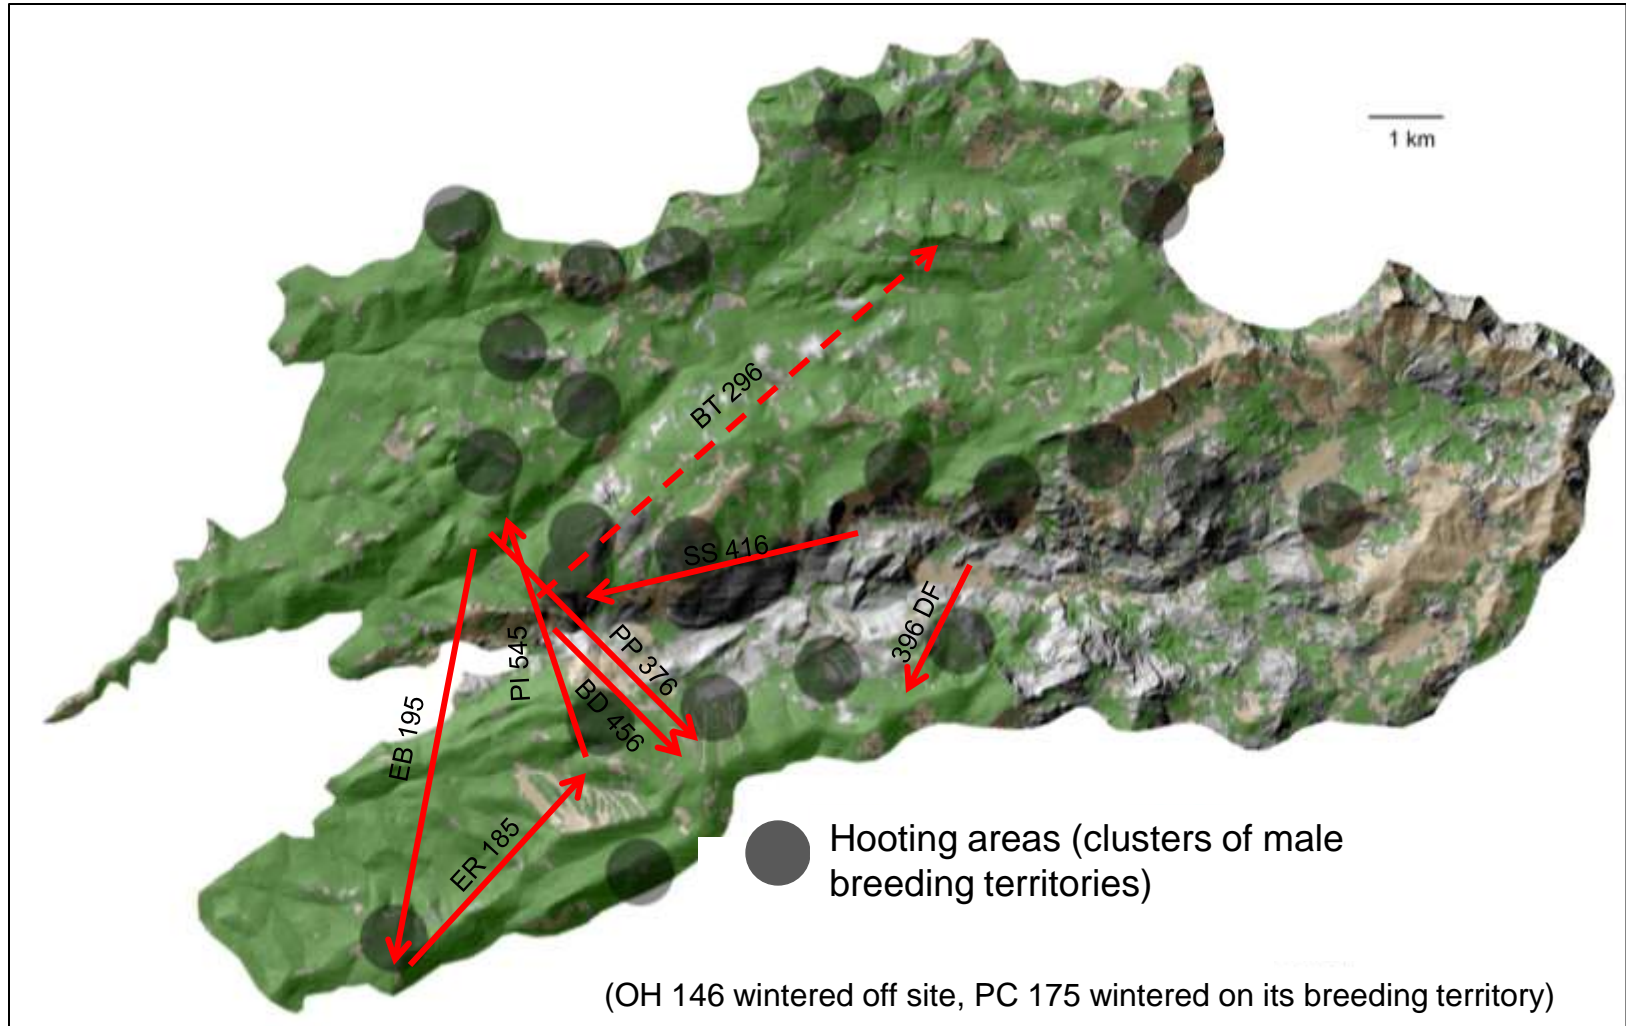 1 km
BT 296
SS 416
396 DF
PP 376
PI 545
BD 456
EB 195
ER 185
Hooting areas (clusters of male
breeding territories)
(OH 146 wintered off site, PC 175 wintered on its breeding territory)